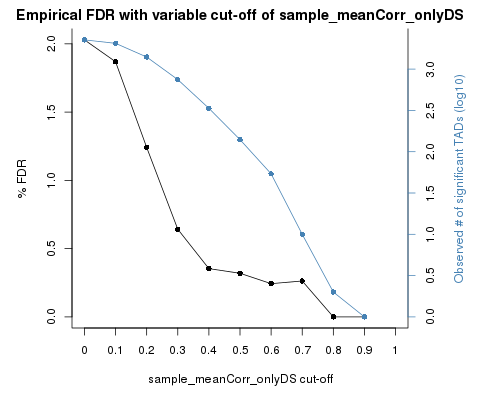 Empirical FDR with variable cut-off of sample_meanCorr_onlyDS
% FDR
2.0
1.5
1.0
0.5
0.0
3.0
2.5
2.0
1.5
1.0
0.5
0.0
Observed # of significant TADs (log10)
0 0.1 0.2 0.3 0.4 0.5 0.6 0.7 0.8 0.9 1
sample_meanCorr_onlyDS cut-off